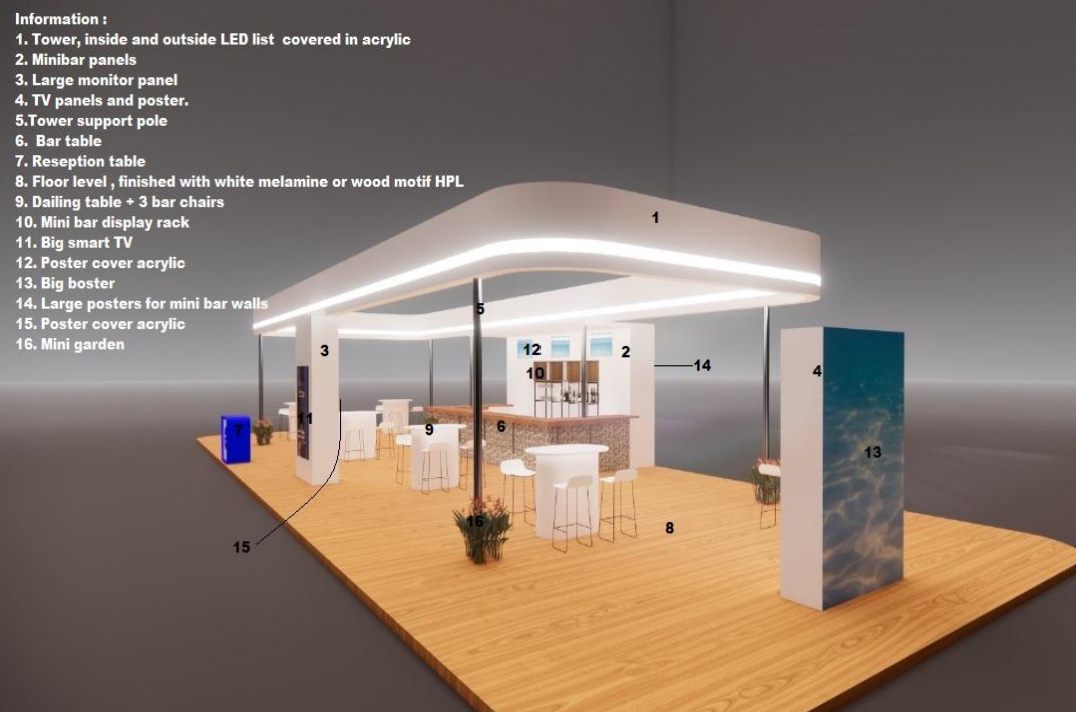 Information :
1. Tower, inside and outside LED list covered in acrylic
2. Minibar panels
3. Large monitor panel
4. TV panels and poster.
5.Tower support pole
6. Bar table
7. Reseption table
8. Floor level , finished with white melamine or wood motif HPL
9. Dailing table + 3 bar chairs
10. Mini bar display rack
11. Big smart TV
12. Poster cover acrylic
13. Big boster
14. Large posters for mini bar walls
15. Poster cover acrylic
16. Mini garden
1
5
3
12
2
10
14
4
11
7
9
6
13
16
8
15